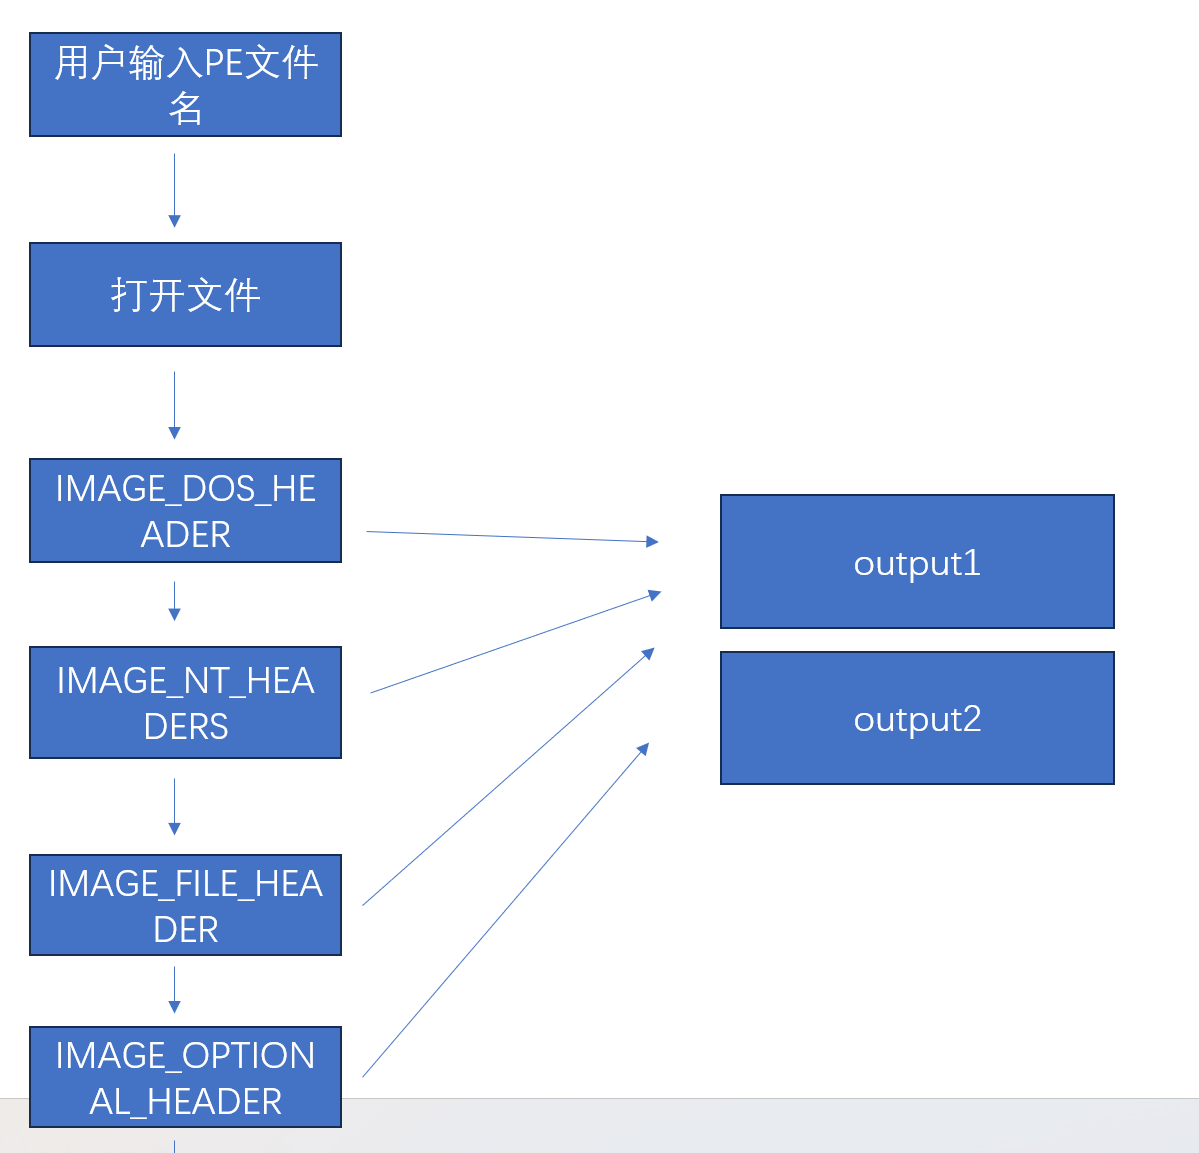 用户输入PE文件
名
打开文件
IMAGE_DOS_HE
ADER
IMAGE_NT_HEA
DERS
IMAGE_FILE_HEA
DER
IMAGE_OPTION
AL_HEADER
output1
output2